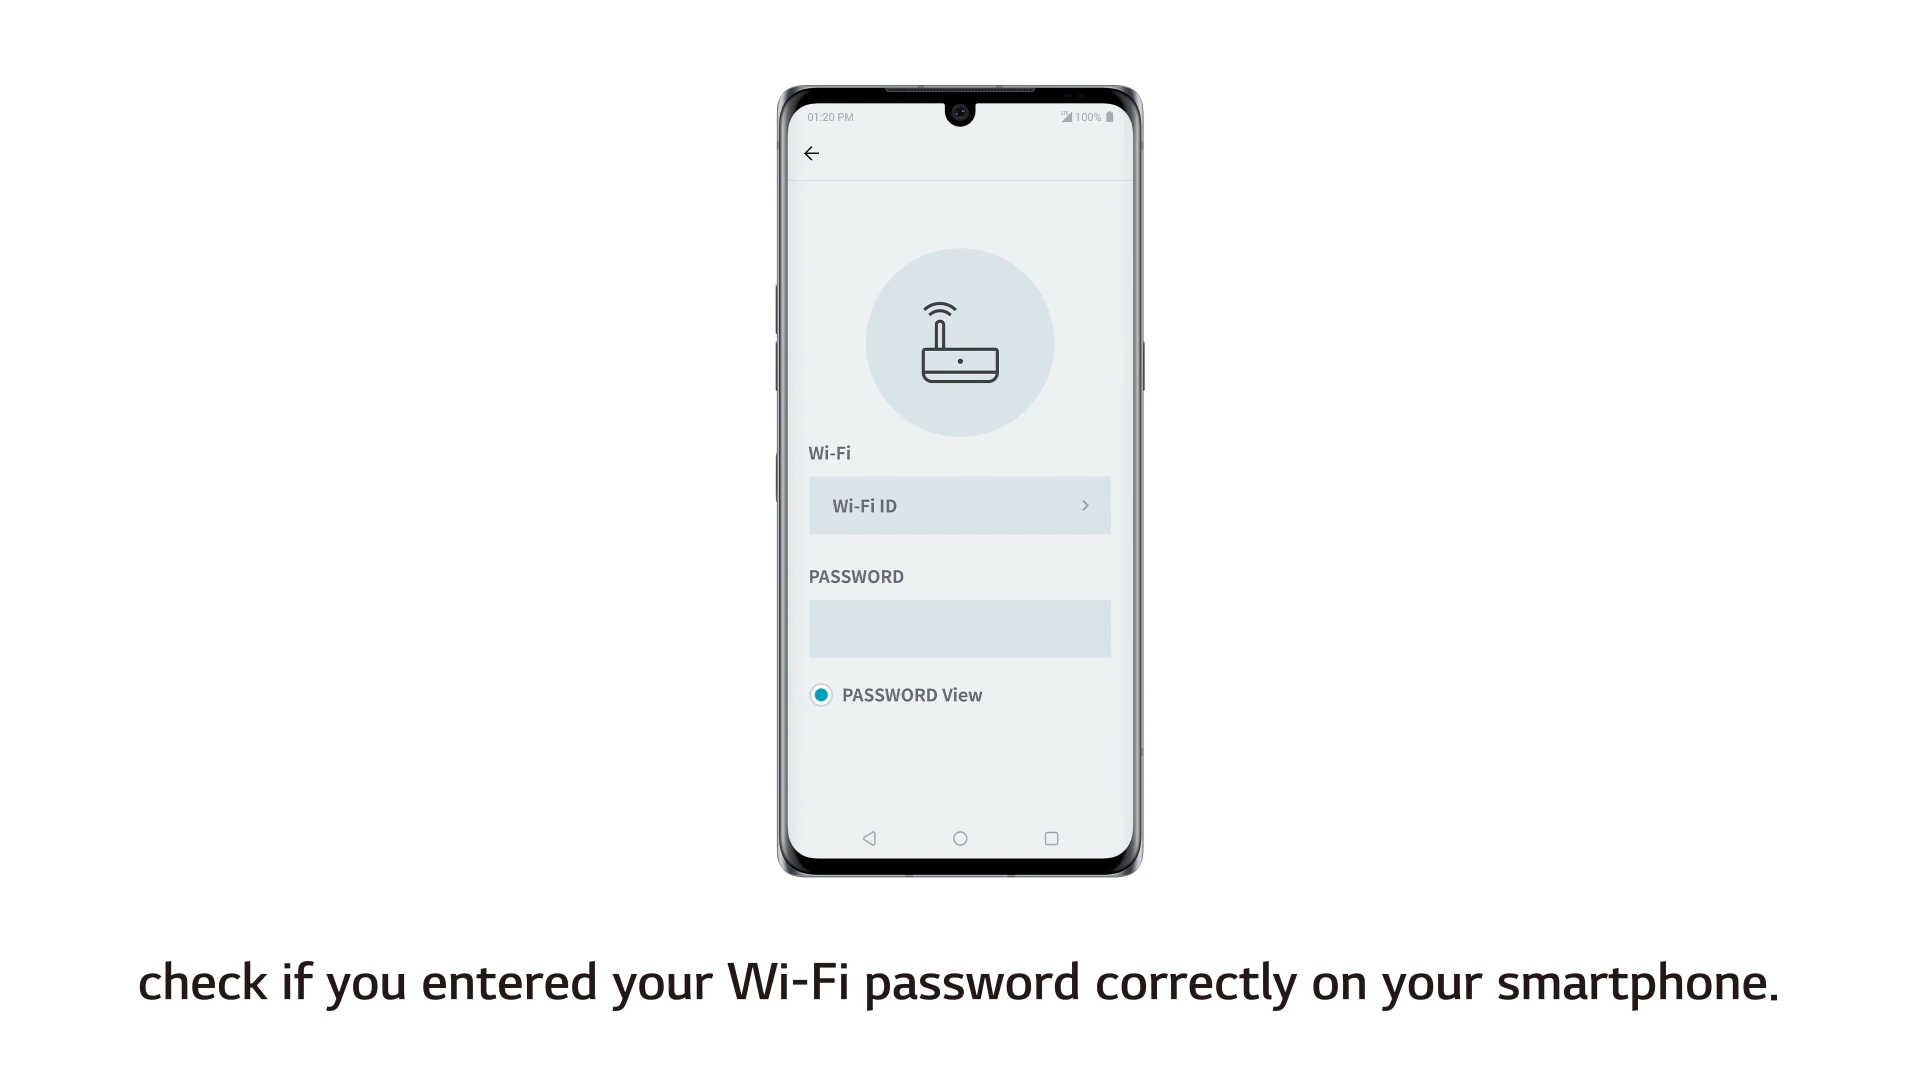 01:20 PM
100%
Wi-Fi
Wi-Fi ID
PASSWORD
PASSWORD View
check if you entered your Wi-Fi password correctly on your smartphone.